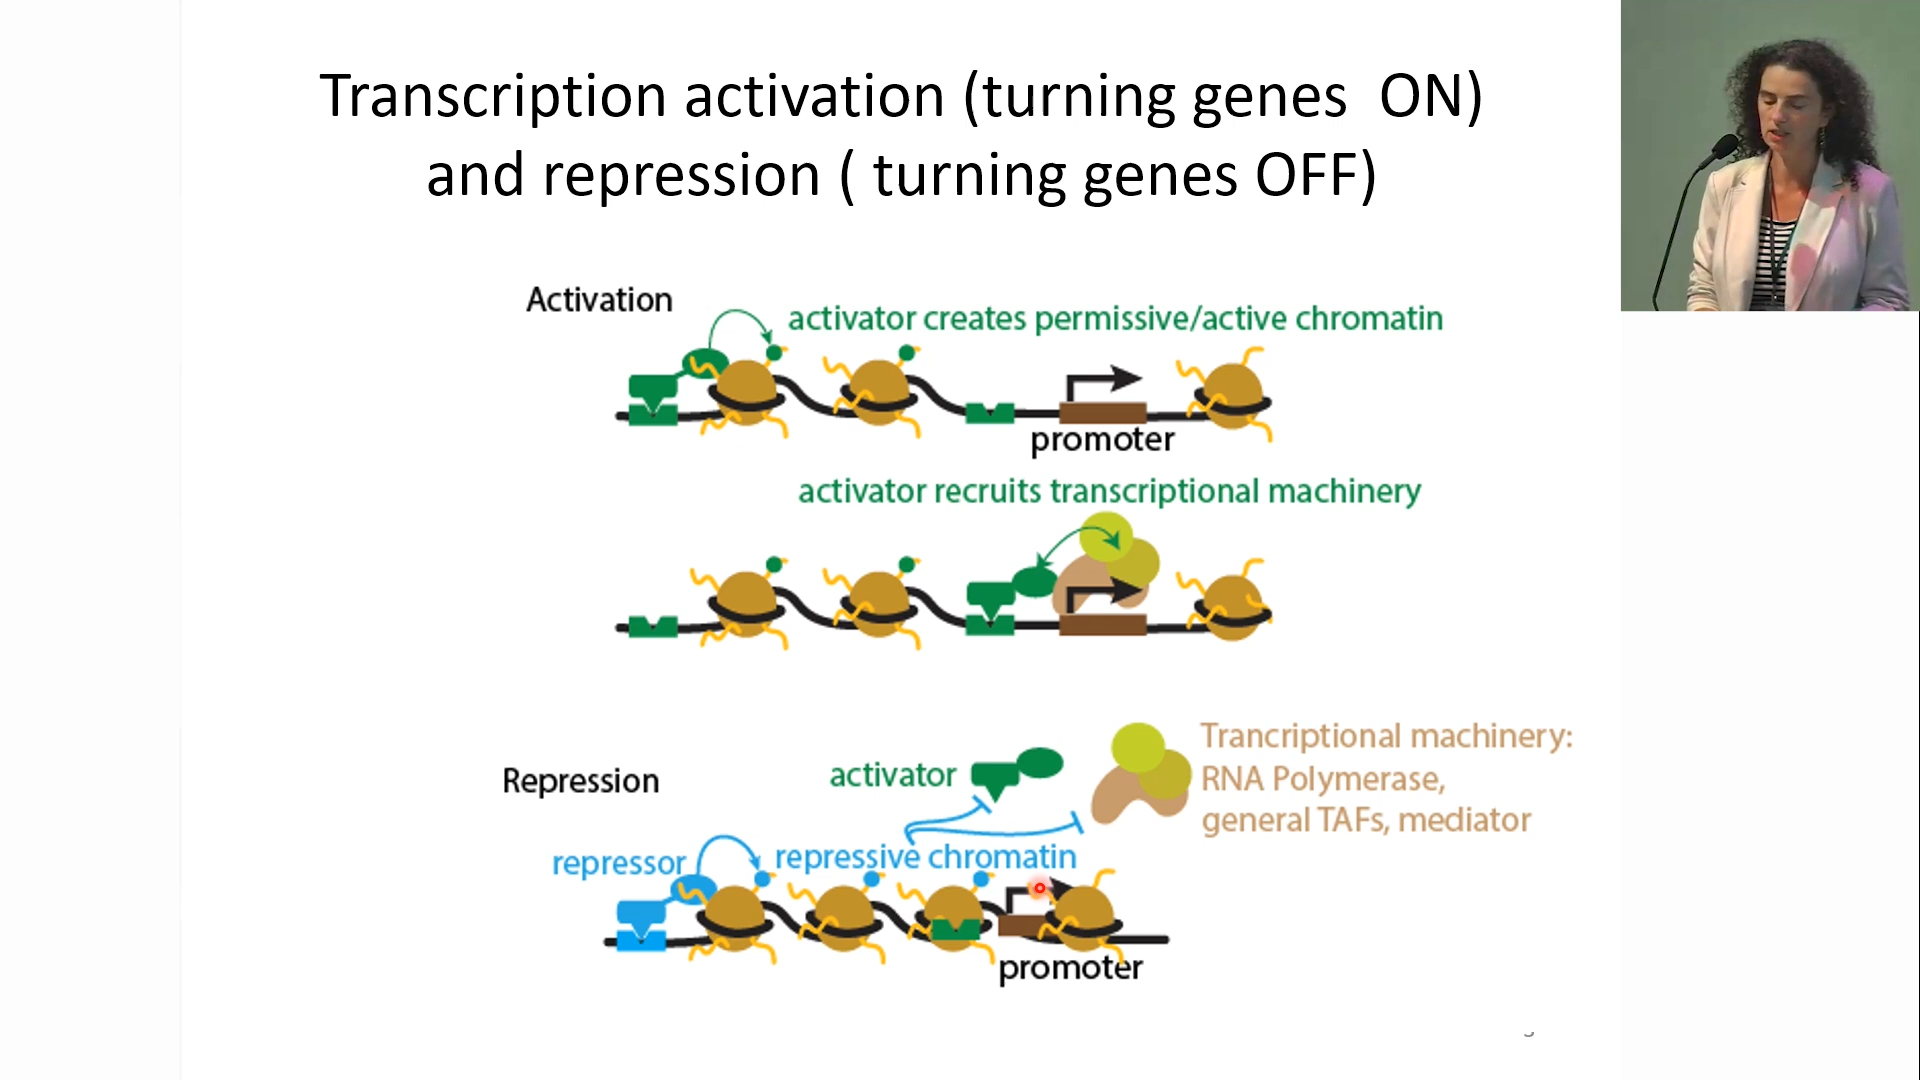 Transcription activation (turning genes  ON)
and repression ( turning genes OFF)
Activation
activator creates permissive/active chromatin
promoter
activator recruits transcriptional machinery
Repression
activator
Trancriptional machinery:
RNA Polymerase,
general TAFs, mediator
repressor
repressive chromatin
promoter